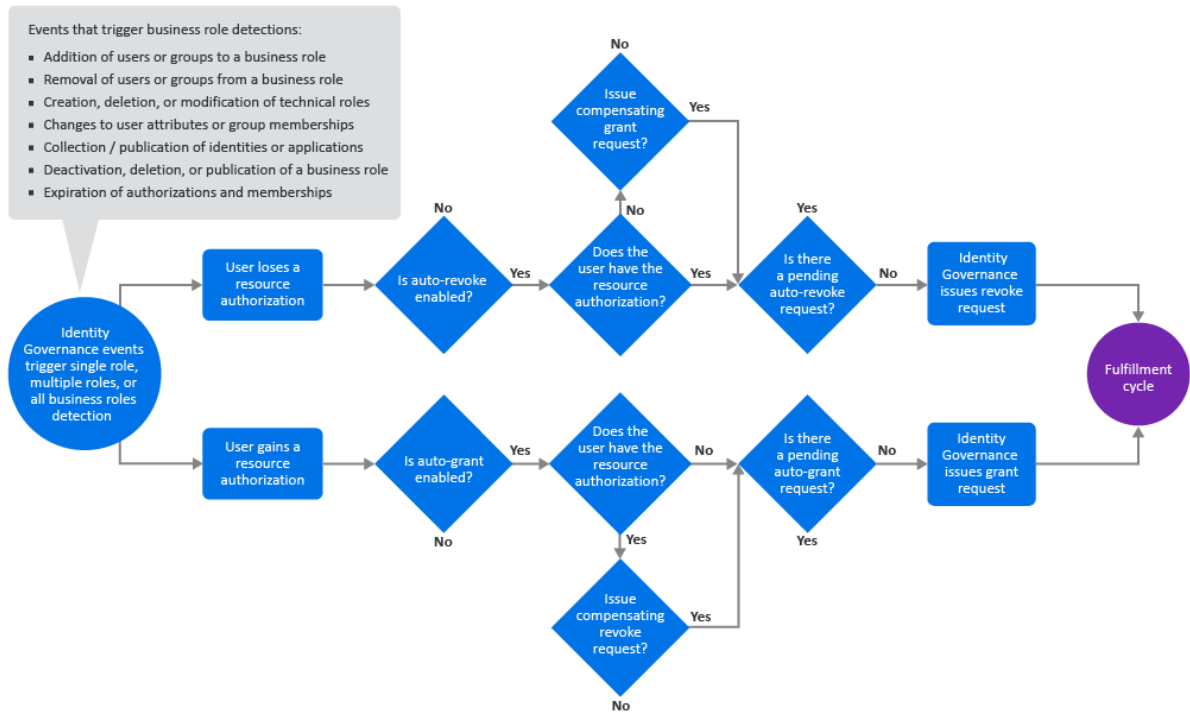 Events that trigger business role detections:
▪ Addition of users or groups to a business role
▪ Removal of users or groups from a business role
▪ Creation, deletion, or modification of technical roles
▪ Changes to user attributes or group memberships
▪ Collection / publication of identities or applications
▪ Deactivation, deletion, or publication of a business role
▪ Expiration of authorizations and memberships
Identity
Governance events
trigger single role,
multiple roles, or
all business roles
detection
User loses a
resource
authorization
No
Is auto-revoke
enabled?
Yes
Does the
user have the
resource
authorization?
No
No
Issue
compensating
grant
request?
Yes
Yes
Yes
Is there
a pending
auto-revoke
request?
No
Identity
Governance
issues revoke
request
Fulfillment
cycle
User gains a
resource
authorization
Is auto-grant
enabled?
No
Yes
Does the
user have the
resource
authorization?
No
Yes
Issue
compensating
revoke
request?
Yes
No
Is there
a pending
auto-grant
request?
Yes
No
Identity
Governance
issues grant
request